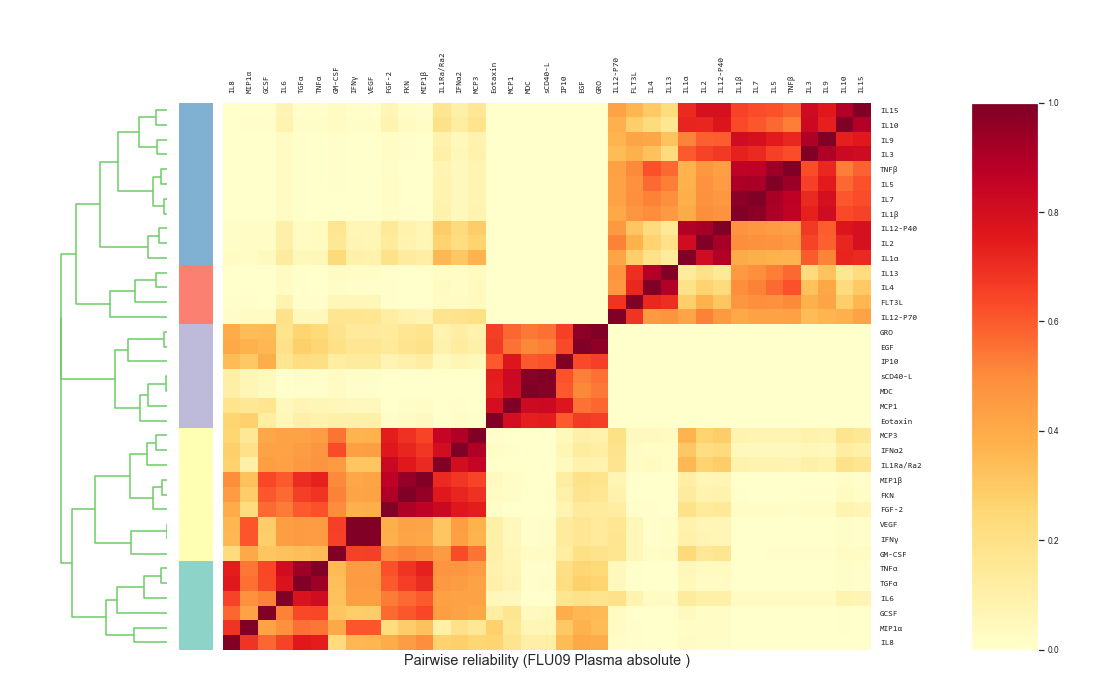 IL8 MIP1α GCSF IL6 TGFα TNFα GM-CSF IFNγ VEGF FGF-2 FKN MIP1β IL1Ra/Ra2 IFNα2 MCP3 Eotaxin MCP1 MDC sCD40-L IP10 EGF GRO IL12-P70 FLT3L IL4 IL13 IL1α IL2 IL12-P40 IL1β IL7 IL5 TNFβ IL3 IL9 IL10 IL15
IL15
IL10
IL9
IL3
TNFβ
IL5
IL7
IL1β
IL12-P40
IL2
IL1α
IL13
IL4
FLT3L
IL12-P70
GRO
EGF
IP10
sCD40-L
MDC
MCP1
Eotaxin
MCP3
IFNα2
IL1Ra/Ra2
MIP1β
FKN
FGF-2
VEGF
IFNγ
GM-CSF
TNFα
TGFα
IL6
GCSF
MIP1α
IL8
1.0
0.8
0.6
0.4
0.2
0.0
Pairwise reliability (FLU09 Plasma absolute )